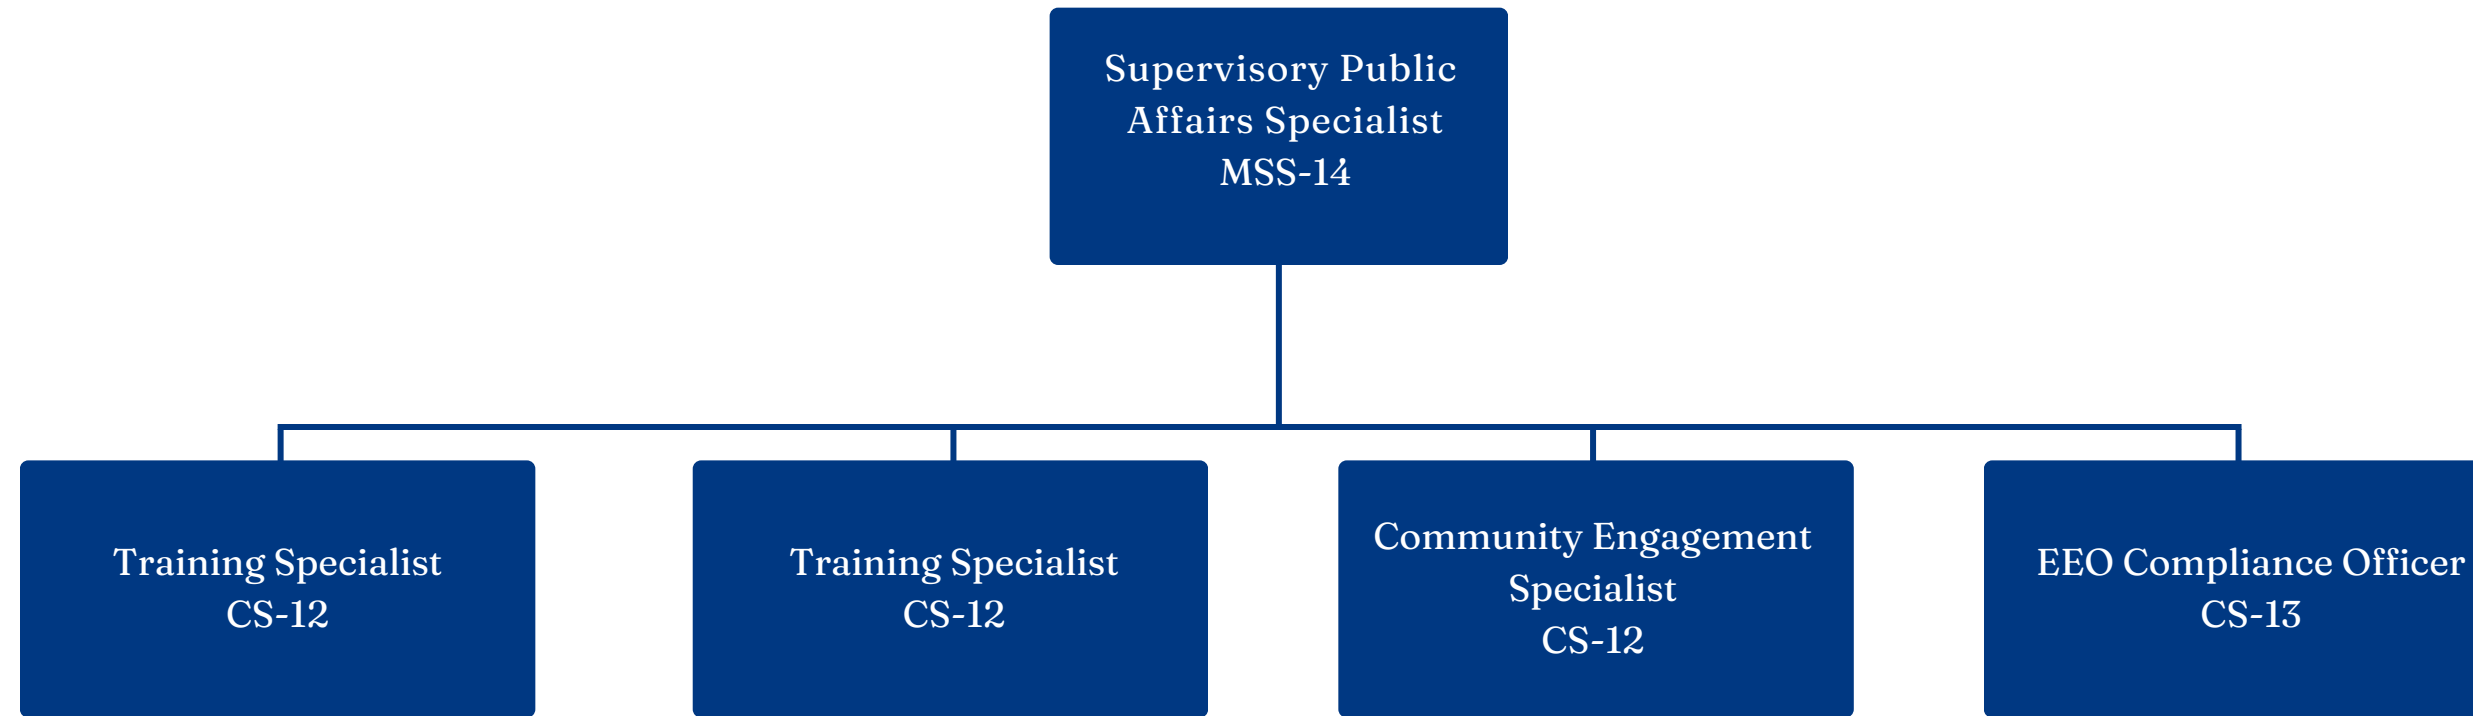 Supervisory Public
Affairs Specialist
MSS-14
Training Specialist
CS-12
Training Specialist
CS-12
Community Engagement
Specialist
CS-12
EEO Compliance Officer
CS-13